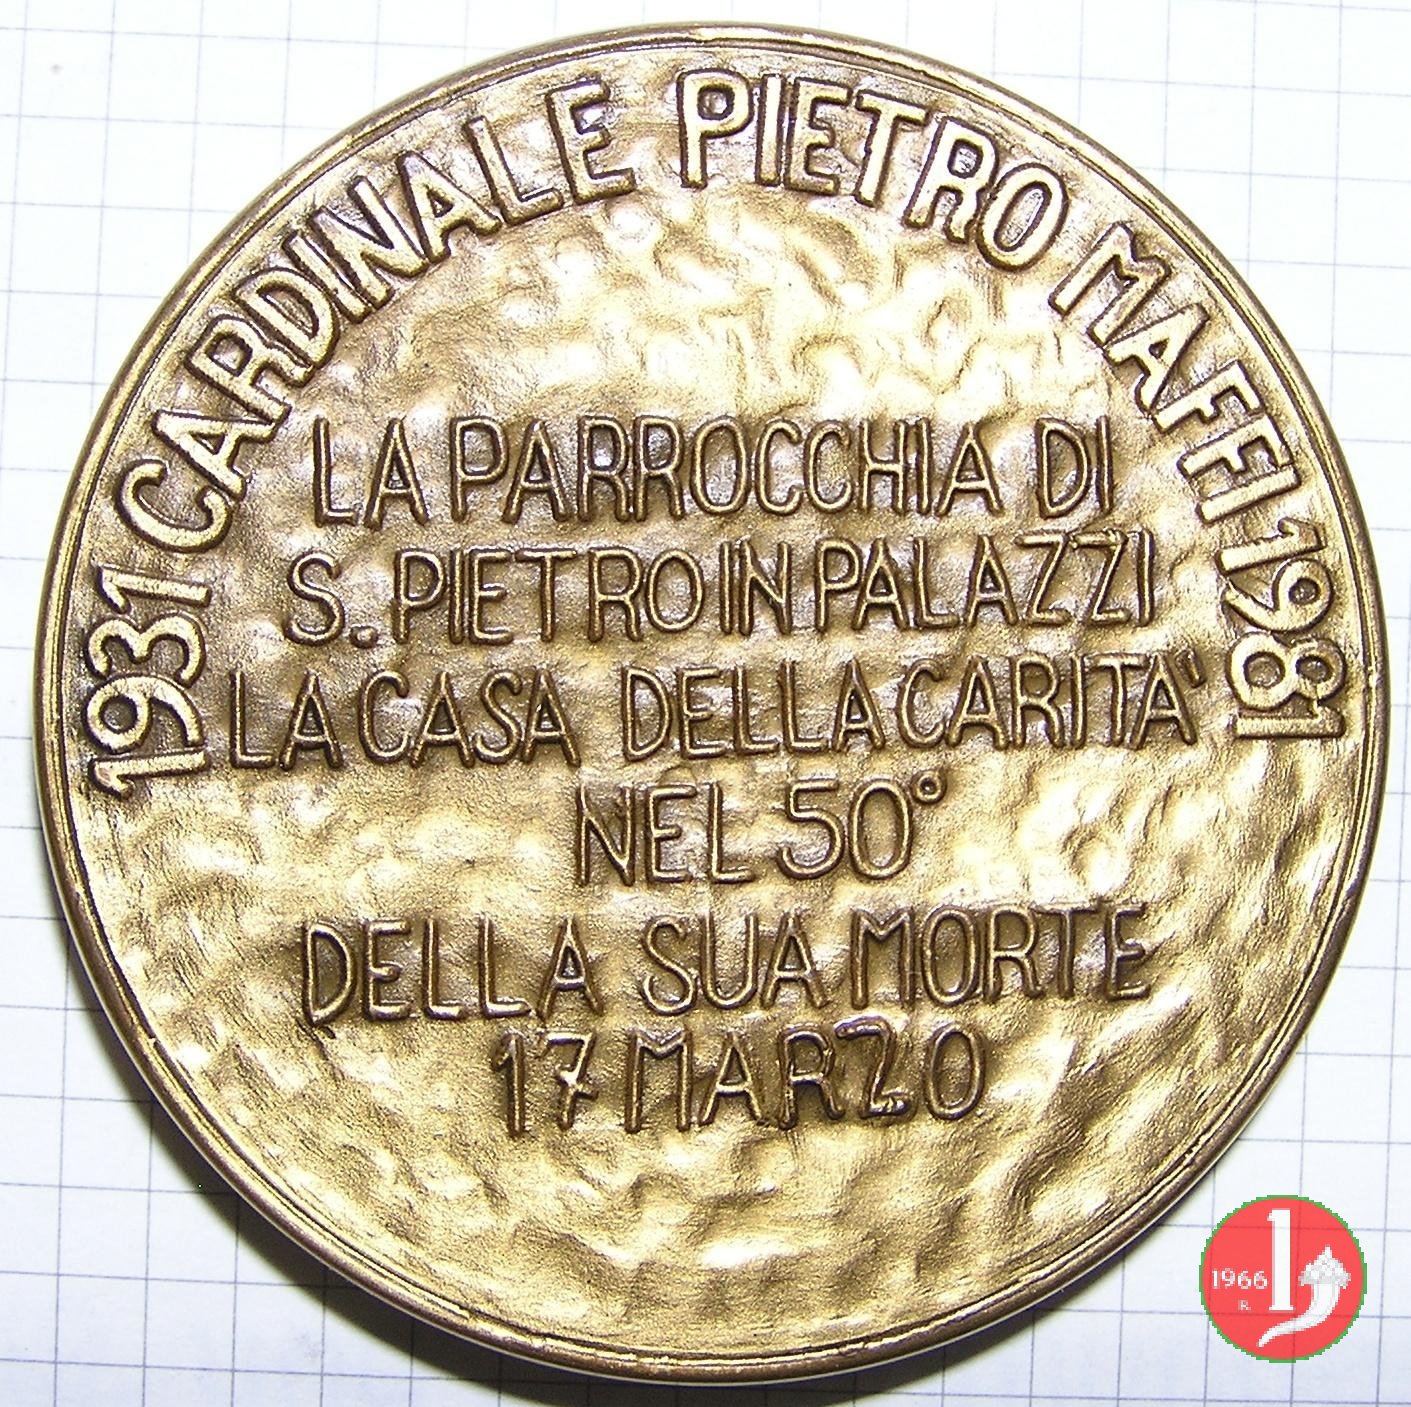 1931 CARDINALE PIETRO MAFFI 1981
LA PARROCCHIA DI
S. PIETRO IN PALAZZI
LA CASA DELLA CARITA'
NEL 50°
DELLA SUA MORTE
17 MARZO
1966
R.
1